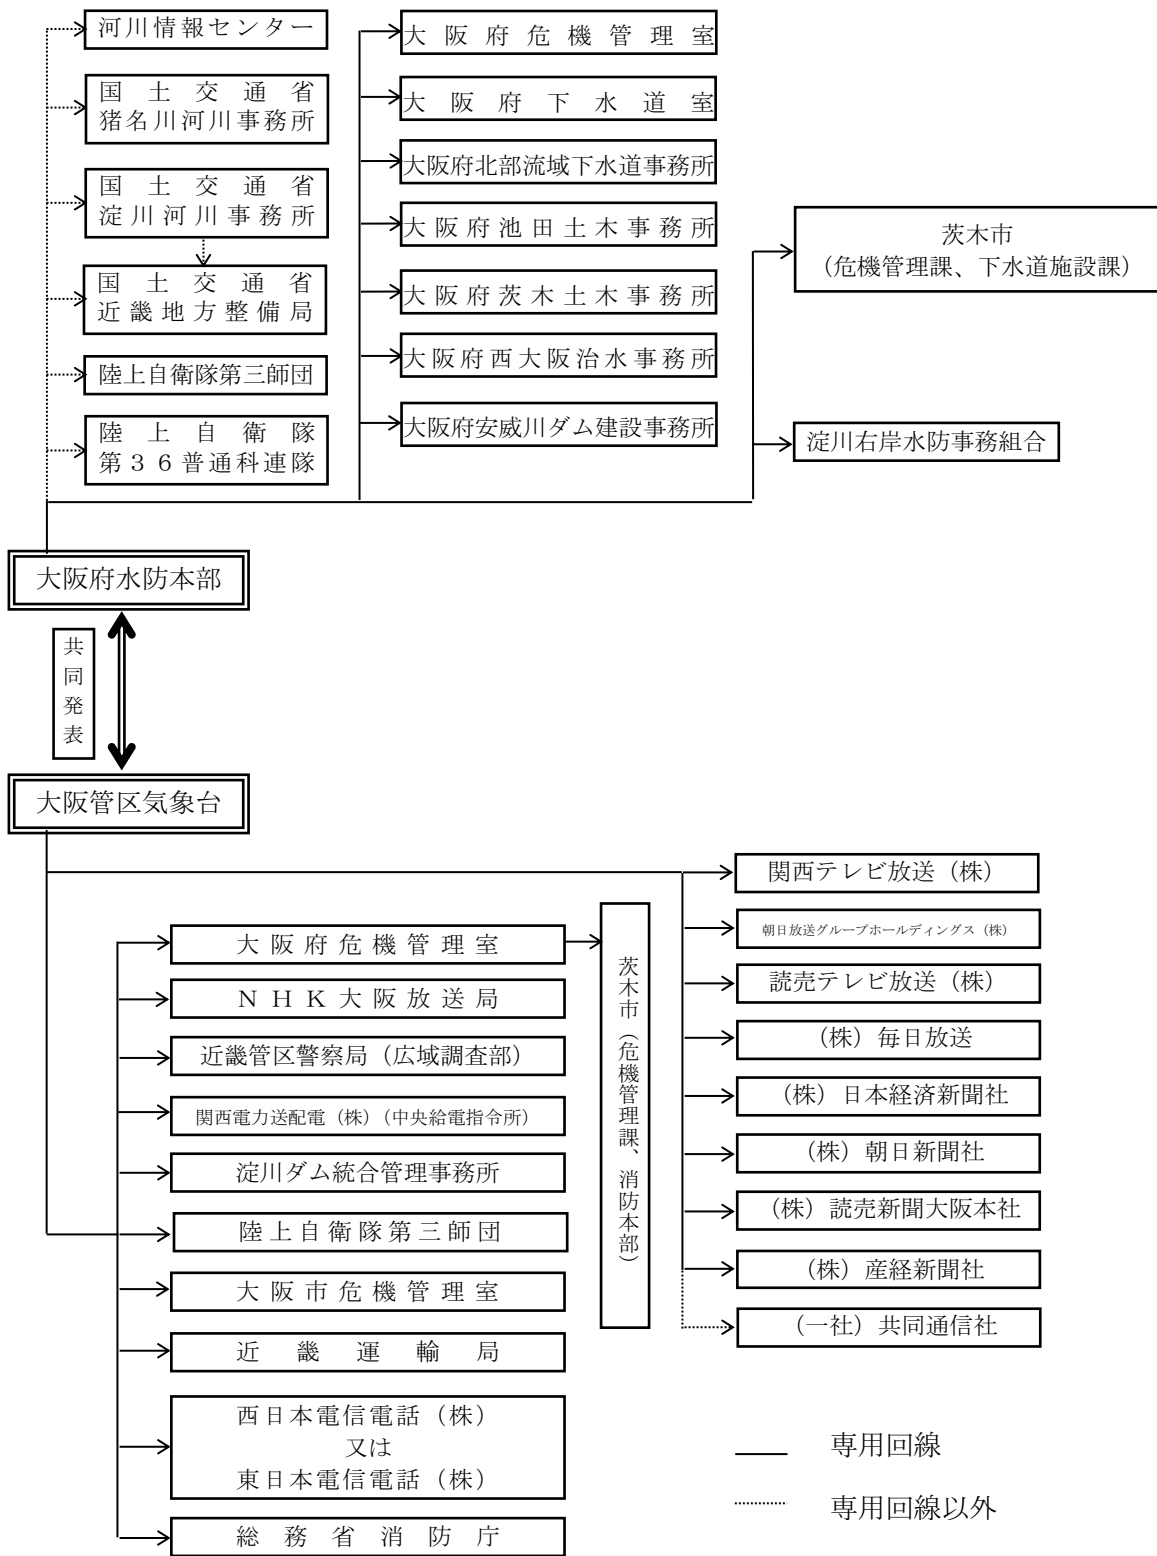 河川情報センター
国土交通省
猪名川河川事務所
国土交通省
淀川河川事務所
国土交通省
近畿地方整備局
陸上自衛隊第三師団
陸上自衛隊
第３６普通科連隊
大阪府危機管理室
大阪府下水道室
大阪府北部流域下水道事務所
大阪府池田土木事務所
大阪府茨木土木事務所
大阪府西大阪治水事務所
大阪府安威川ダム建設事務所
茨木市
（危機管理課、下水道施設課）
淀川右岸水防事務組合
大阪府水防本部
共同発表
大阪管区気象台
大阪府危機管理室
ＮＨＫ大阪放送局
近畿管区警察局（広域調査部）
関西電力送配電（株）（中央給電指令所）
淀川ダム統合管理事務所
陸上自衛隊第三師団
大阪市危機管理室
近畿運輸局
西日本電信電話（株）
又は
東日本電信電話（株）
総務省消防庁
茨木市（危機管理課、消防本部）
関西テレビ放送（株）
朝日放送グループホールディングス（株）
読売テレビ放送（株）
（株）毎日放送
（株）日本経済新聞社
（株）朝日新聞社
（株）読売新聞大阪本社
（株）産経新聞社
（一社）共同通信社
専用回線
専用回線以外